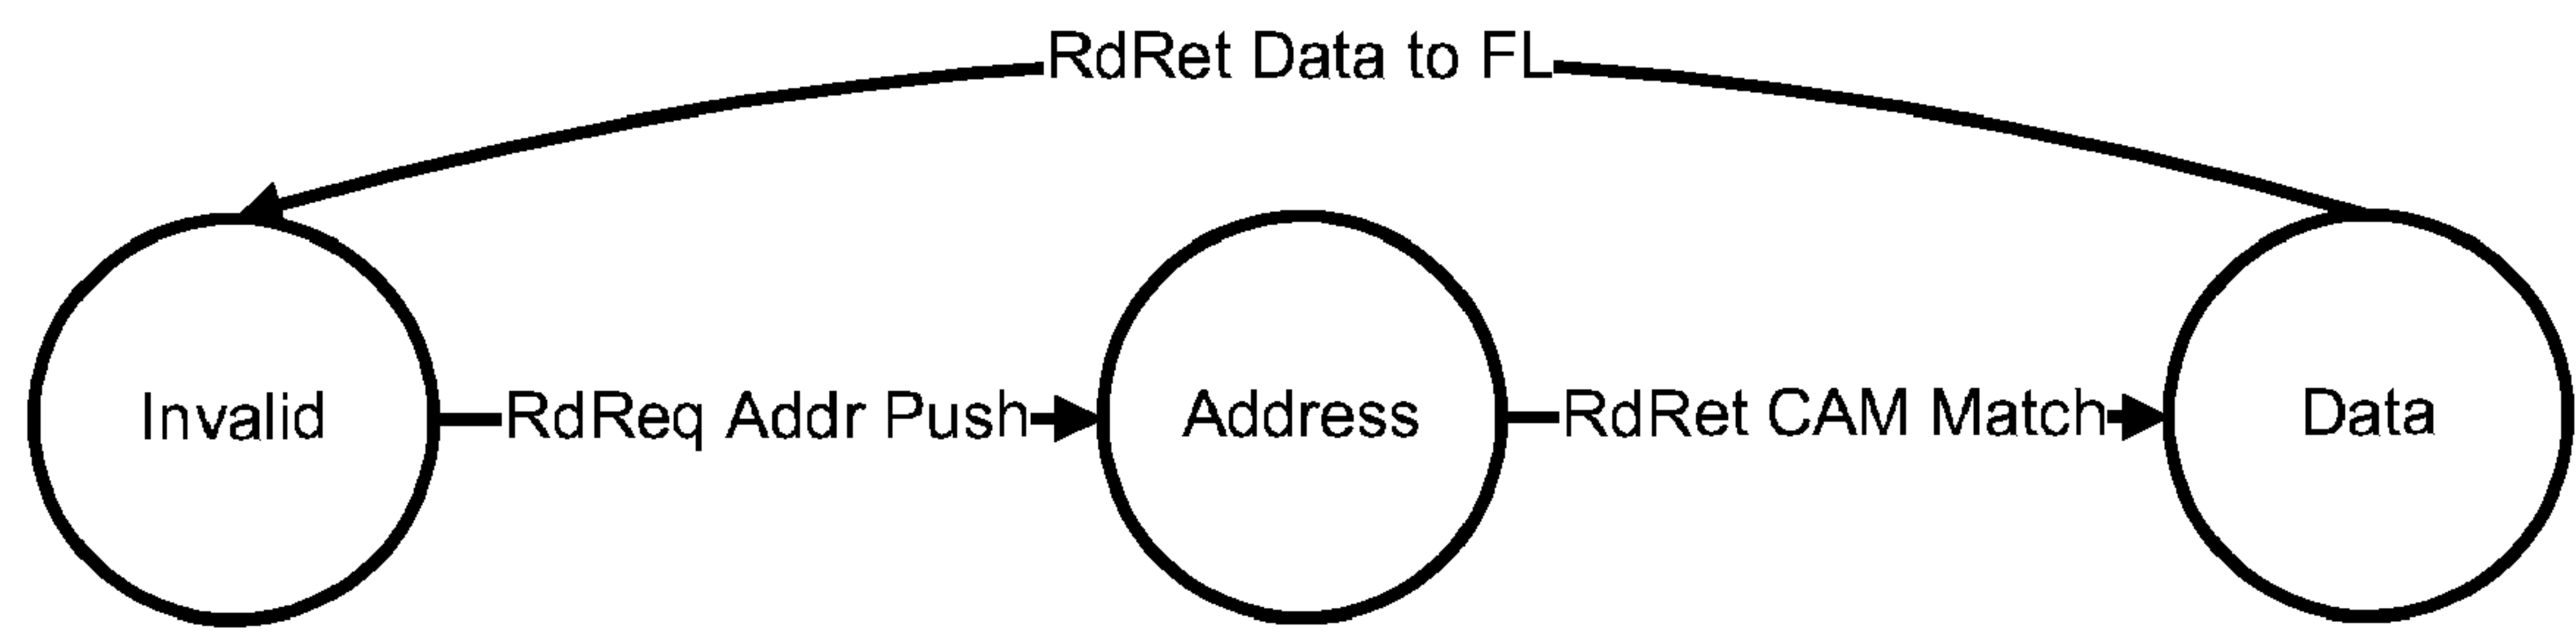 RdRet Data to FL
Invalid
RdReq Addr Push
Address
RdRet CAM Match
Data